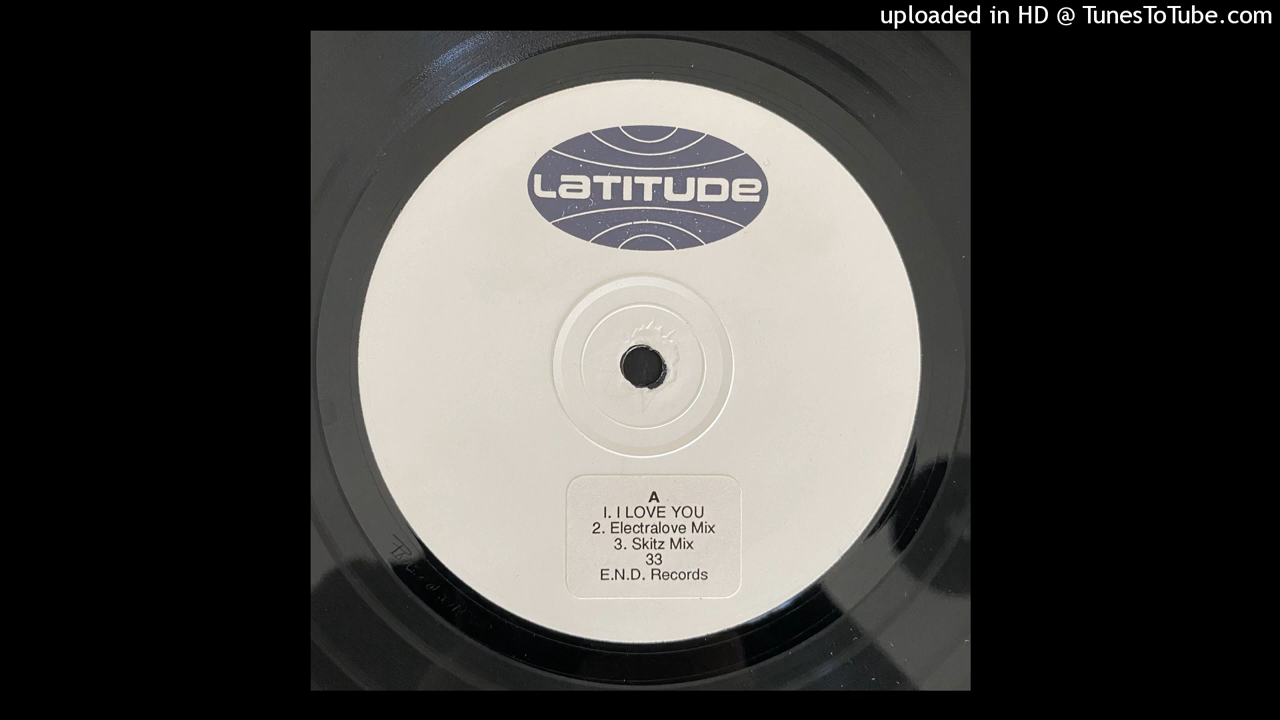 uploaded in HD @ TunesToTube.com
LaTITUDe
A
1. I LOVE YOU
2. Electralove Mix
3. Skitz Mix
33
E.N.D. Records